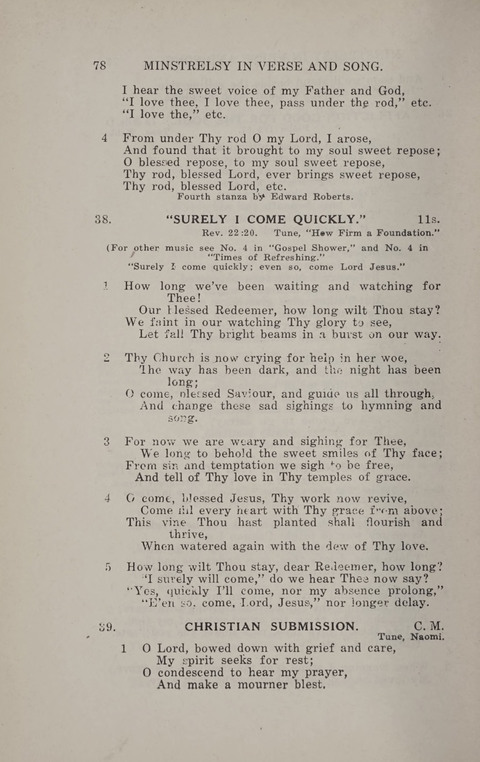 78 MINSTRELSY IN VERSE AND SONG.
I hear the sweet voice of my Father and God,
“I love thee, I love thee, pass under the rod,” etc.
“I love the,” etc.
4 From under Thy rod O my Lord, I arose,
And found that it brought to my soul sweet repose;
O blessed repose, to my soul sweet repose,
Thy rod, blessed Lord, ever brings sweet repose,
Thy rod, blessed Lord, etc.
Fourth stanza by Edward Roberts.
38. “SURELY I COME QUICKLY.” 11s.
Rev. 22:20. Tune, “How Firm a Foundation.”
(For other music see No. 4 in “Gospel Shower,” and No. 4 in
“Times of Refreshing.”
“Surely I come quickly; even so, come Lord Jesus.”
1 How long we've been waiting and watching for
Thee!
Our blessed Redeemer, how long wilt Thou stay?
We faint in our watching Thy glory to see,
Let fall Thy bright beams in a burst on our way.
2 Thy Church is now crying for help in her woe,
The way has been dark, and the night has been
long;
O come, blessed Saviour, and guide us all through,
And change these sad sighings to hymning and
song.
3 For now we are weary and sighing for Thee,
We long to behold the sweet smiles of Thy face;
From sin and temptation we sigh to be free,
And tell of Thy love in Thy temples of grace.
4 O come, blessed Jesus, Thy work now revive,
Come fill every heart with Thy grace from above;
This vine Thou hast planted shall flourish and
thrive,
When watered again with the dew of Thy love.
5 How long wilt Thou stay, dear Redeemer, how long?
“I surely will come,” do we hear Thee now say?
“Yes, quickly I'll come, nor my absence prolong,”
“E'en so, come, Lord, Jesus,” nor longer delay.
39. CHRISTIAN SUBMISSION. C. M.
Tune, Naomi.
1 O Lord, bowed down with grief and care,
My spirit seeks for rest;
O condescend to hear my prayer,
And make a mourner blest.